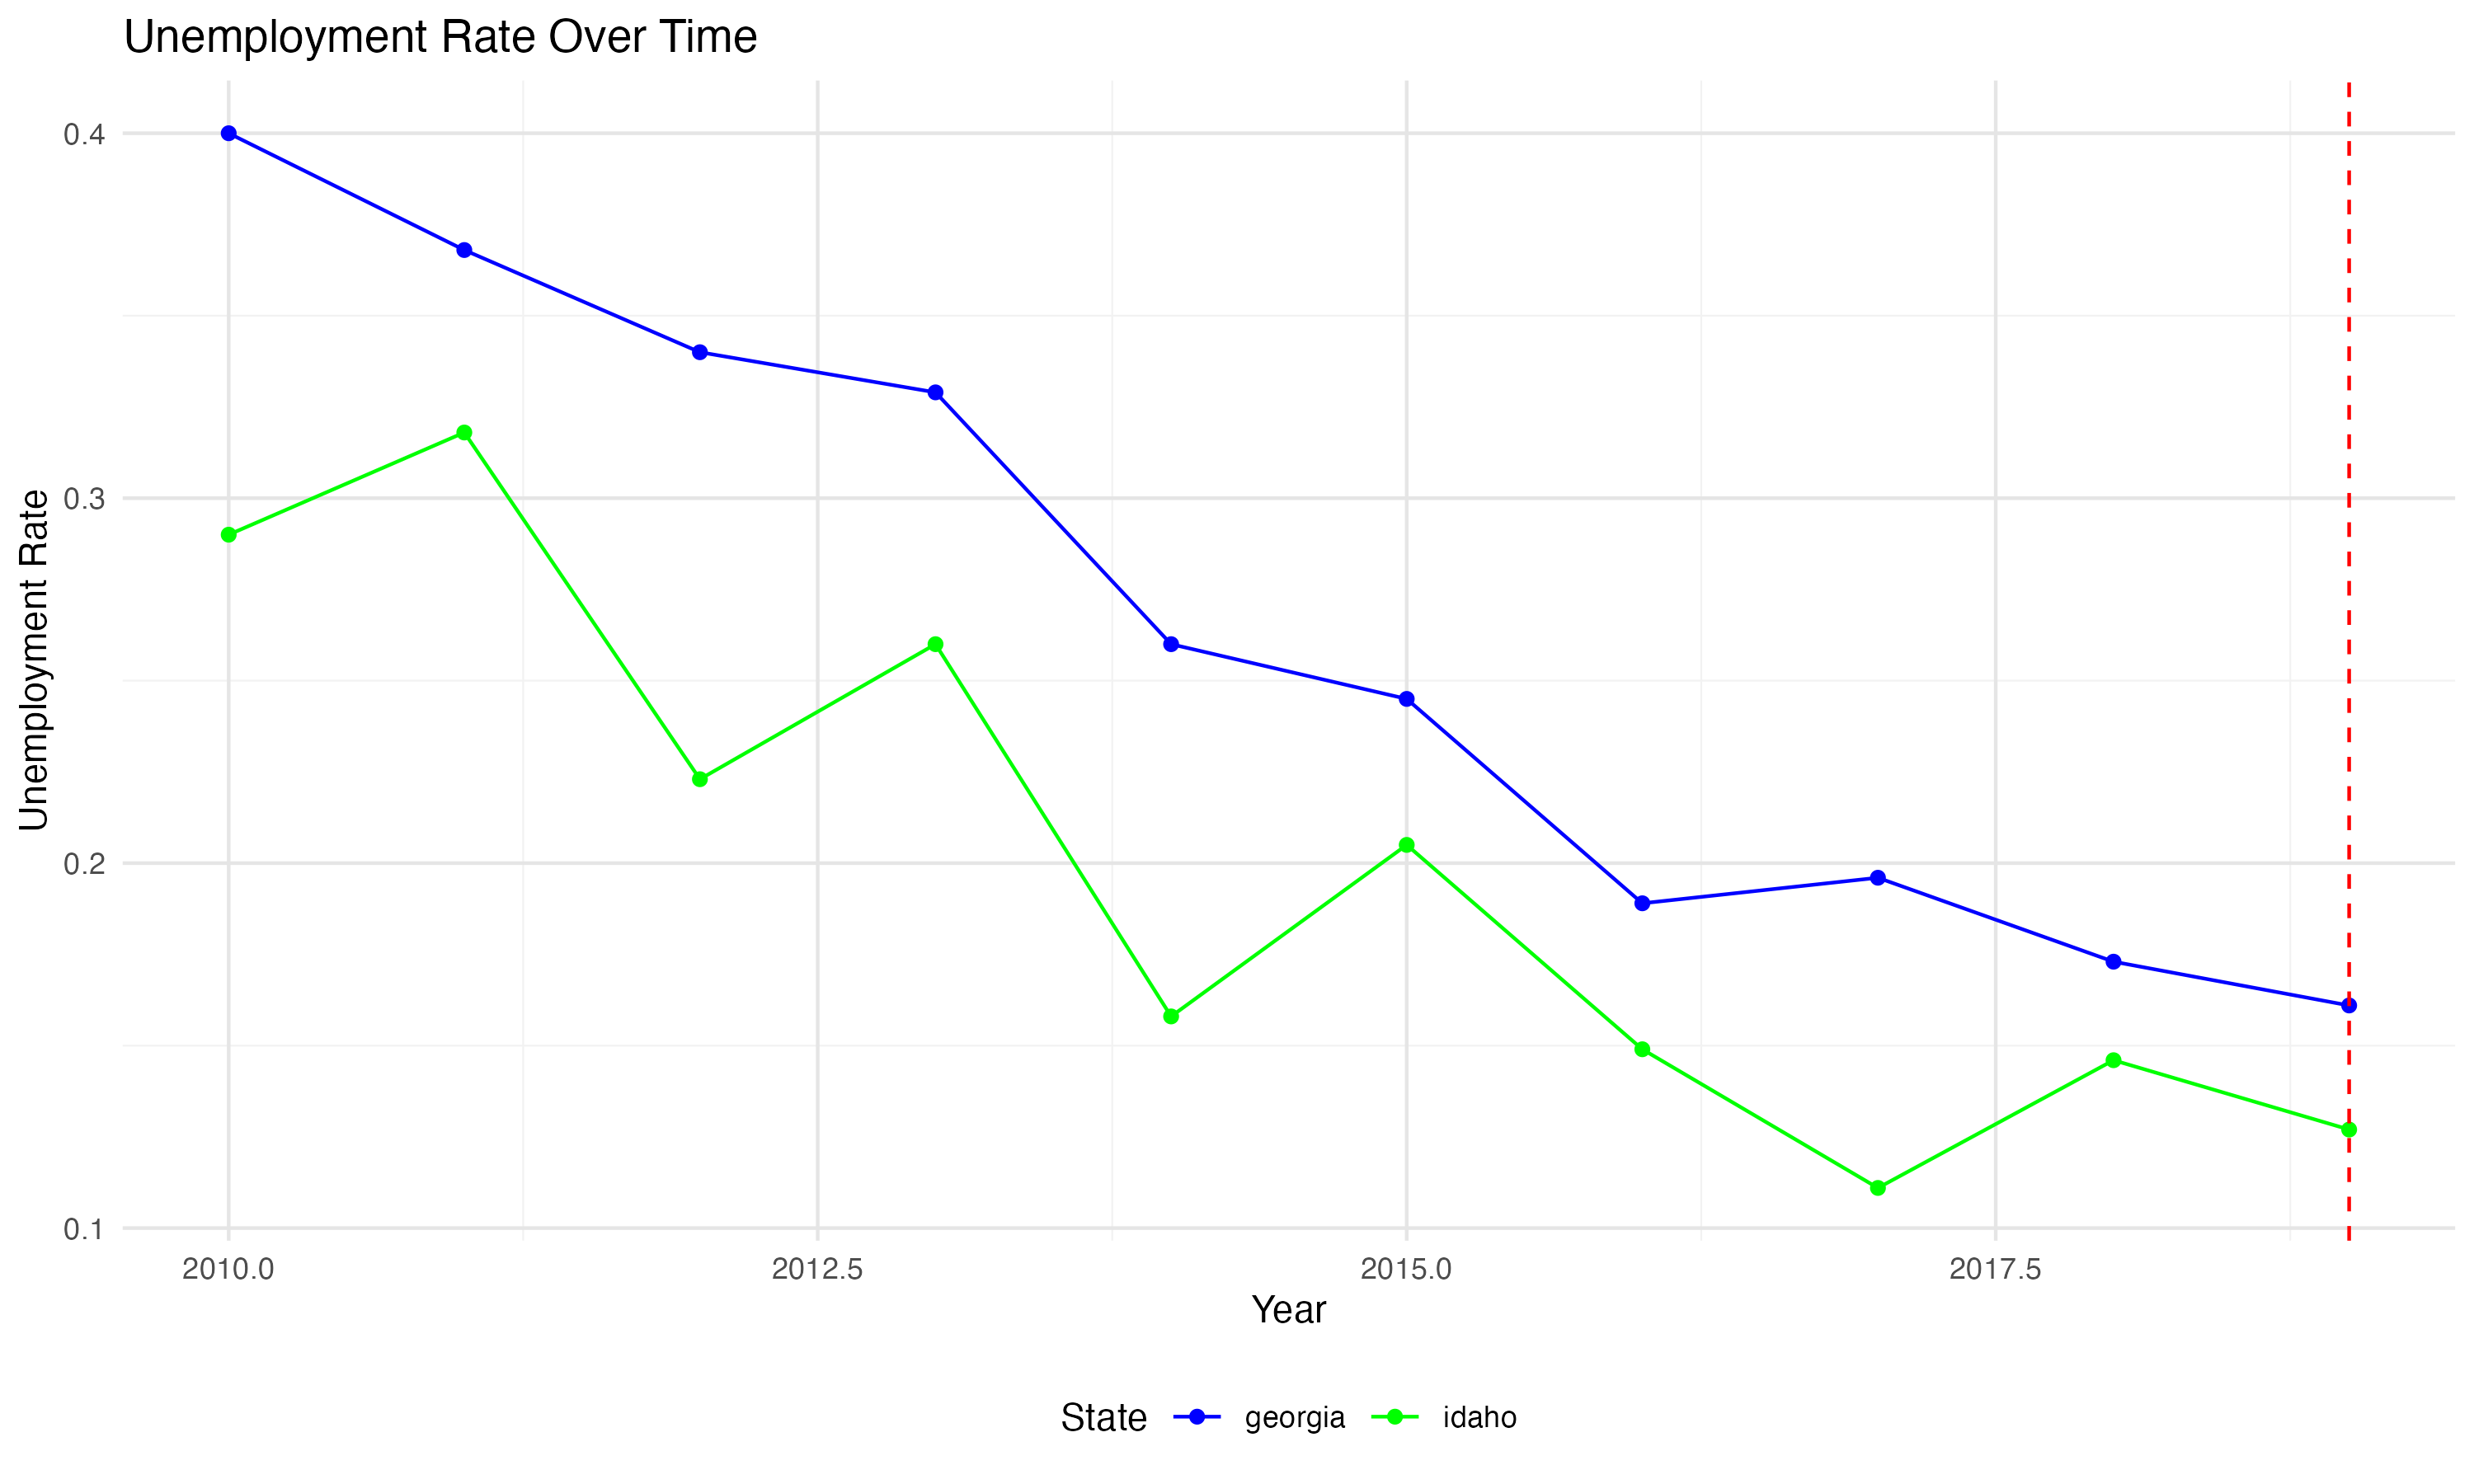 Unemployment Rate Over Time
Unemployment Rate
0.4
0.3
0.2
0.1
2010.0 2012.5 2015.0 2017.5
Year
State georgia idaho